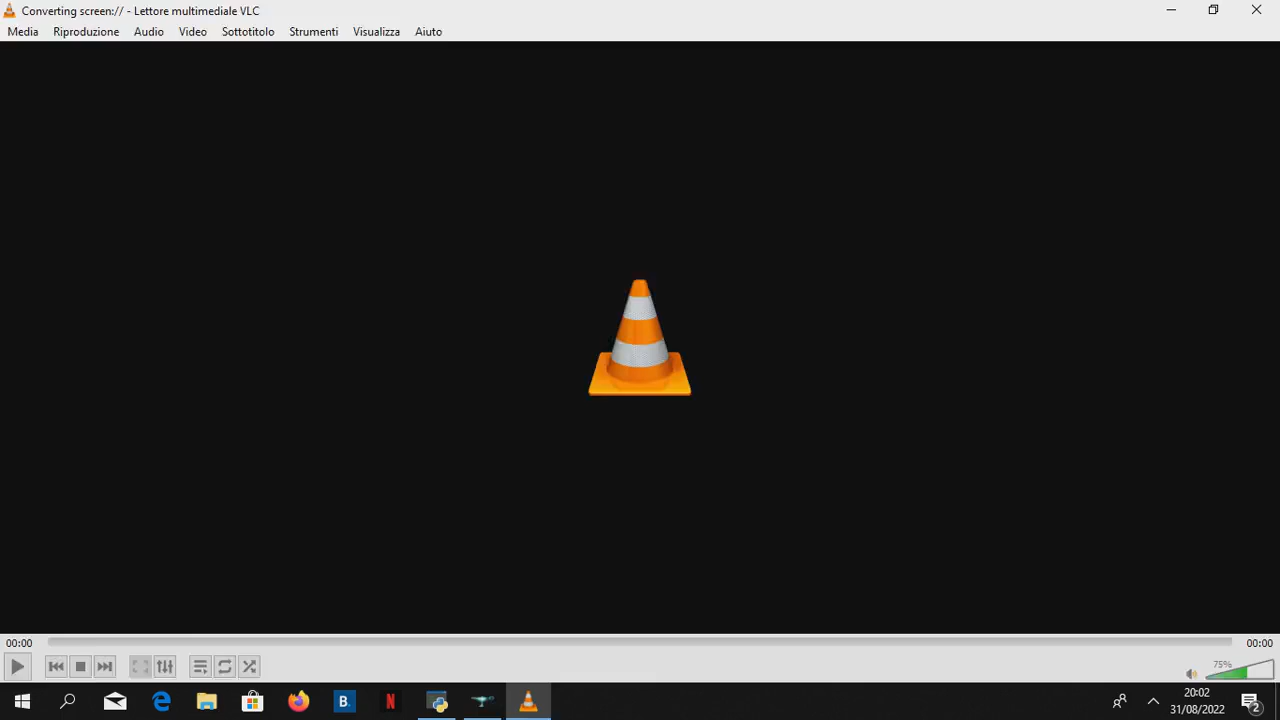 Converting screen:// - Lettore multimediale VLC
Media Riproduzione Audio Video Sottotitolo Strumenti Visualizza Aiuto
00:00 00:00
75%
B. N 20:02
31/08/2022 2